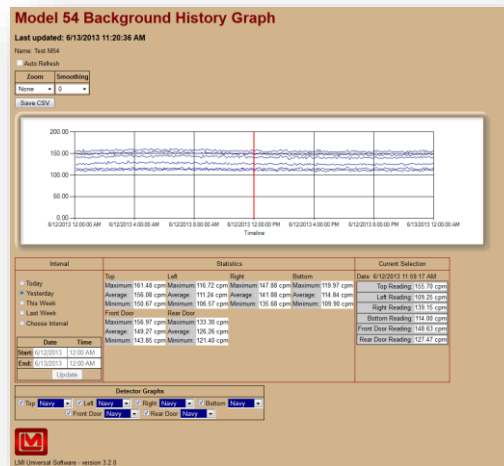 Model 54 Background History Graph
Last updated: 6/13/2013 11:20:36 AM
Name: Test M54
Auto Refresh
Zoom Smoothing
None 0
Save CSV
200.00
150.00
100.00
50.00
0.00
6/12/2013 12:00:00 AM 6/12/2013 4:00:00 AM 6/12/2013 8:00:00 AM 6/12/2013 12:00:00 PM 6/12/2013 4:00:00 PM 6/12/2013 8:00:00 PM 6/13/2013 12:00:00 AM
Timeline
Interval Statistics Current Selection
Today
Yesterday
This Week
Last Week
Choose Interval
Date Time
Start: 6/12/2013 12:00 AM
End: 6/13/2013 12:00 AM
Update
Top Left Right Bottom
Maximum: 161.48 cpm Maximum: 116.72 cpm Maximum: 147.88 cpm Maximum: 119.97 cpm
Average: 156.08 cpm Average: 111.24 cpm Average: 141.88 cpm Average: 114.84 cpm
Minimum: 150.67 cpm Minimum: 106.57 cpm Minimum: 135.68 cpm Minimum: 109.90 cpm
Front Door Rear Door
Maximum: 156.97 cpm Maximum: 133.30 cpm
Average: 149.27 cpm Average: 126.26 cpm
Minimum: 143.85 cpm Minimum: 121.40 cpm
Date: 6/12/2013 11:59:17 AM
Top Reading: 155.70 cpm
Left Reading: 109.25 cpm
Right Reading: 139.15 cpm
Bottom Reading: 114.00 cpm
Front Door Reading: 148.63 cpm
Rear Door Reading: 127.47 cpm
Detector Graphs
Top Navy Left Navy Right Navy Bottom Navy
Front Door Navy Rear Door Navy
LMI Universal Software - version 3.2.0